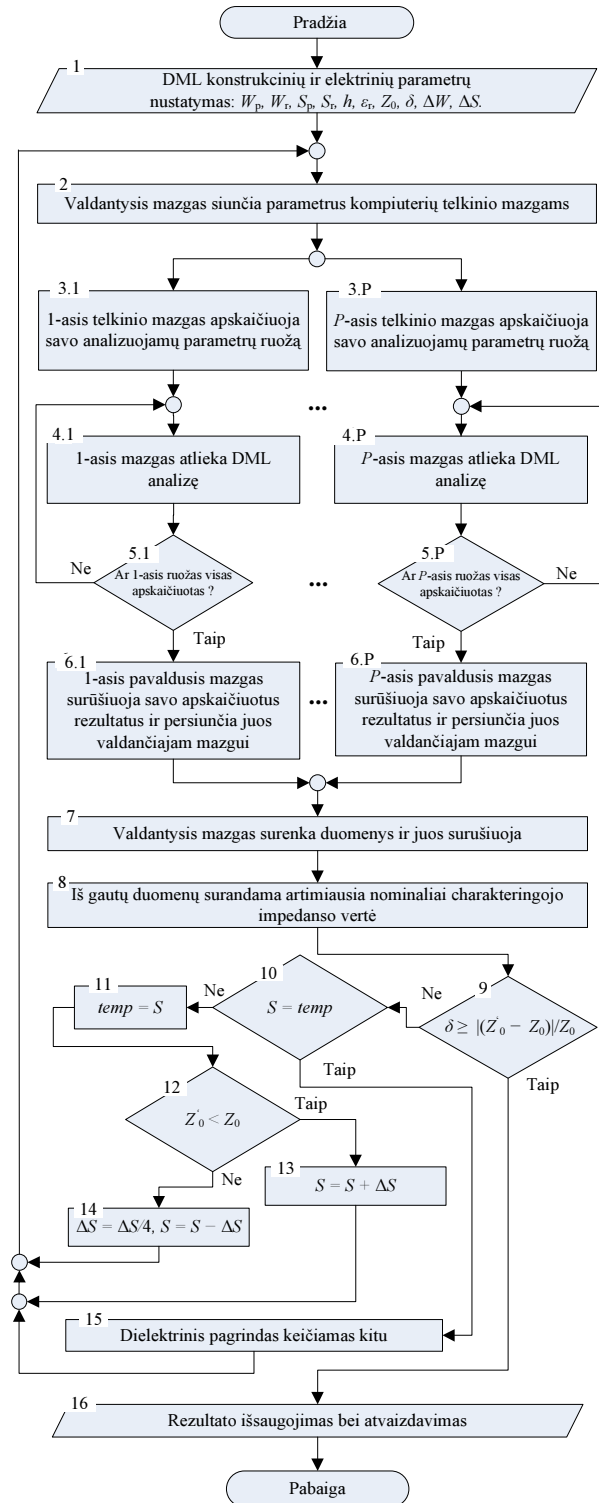 Pradžia
1
DML konstrukcinių ir elektrinių parametrų
nustatymas: Wp, Wr, Sp, Sr, h, εr, Z0, δ, ΔW, ΔS.
2
Valdantysis mazgas siunčia parametrus kompiuterių telkinio mazgams
3.1
1-asis telkinio mazgas apskaičiuoja
savo analizuojamų parametrų ruožą
3.P
P-asis telkinio mazgas apskaičiuoja
savo analizuojamų parametrų ruožą
...
4.1
1-asis mazgas atlieka DML
analizę
4.P
P-asis mazgas atlieka DML
analizę
5.1
Ar 1-asis ruožas visas
apskaičiuotas ?
Ne
Taip
...
5.P
Ar P-asis ruožas visas
apskaičiuotas ?
Ne
Taip
6.1
1-asis pavaldusis mazgas
surūšiuoja savo apskaičiuotus
rezultatus ir persiunčia juos
valdančiajam mazgui
...
6.P
P-asis pavaldusis mazgas
surūšiuoja savo apskaičiuotus
rezultatus ir persiunčia juos
valdančiajam mazgui
7
Valdantysis mazgas surenka duomenys ir juos surušiuoja
8
Iš gautų duomenų surandama artimiausia nominaliai charakteringojo
impedanso vertė
9
δ ≥ |(Z‘0 − Z0)|/Z0
Ne
Taip
10
S = temp
Ne
Taip
11
temp = S
12
Z‘0 < Z0
Taip
Ne
13
S = S + ΔS
14
ΔS = ΔS/4, S = S − ΔS
15
Dielektrinis pagrindas keičiamas kitu
16
Rezultato išsaugojimas bei atvaizdavimas
Pabaiga